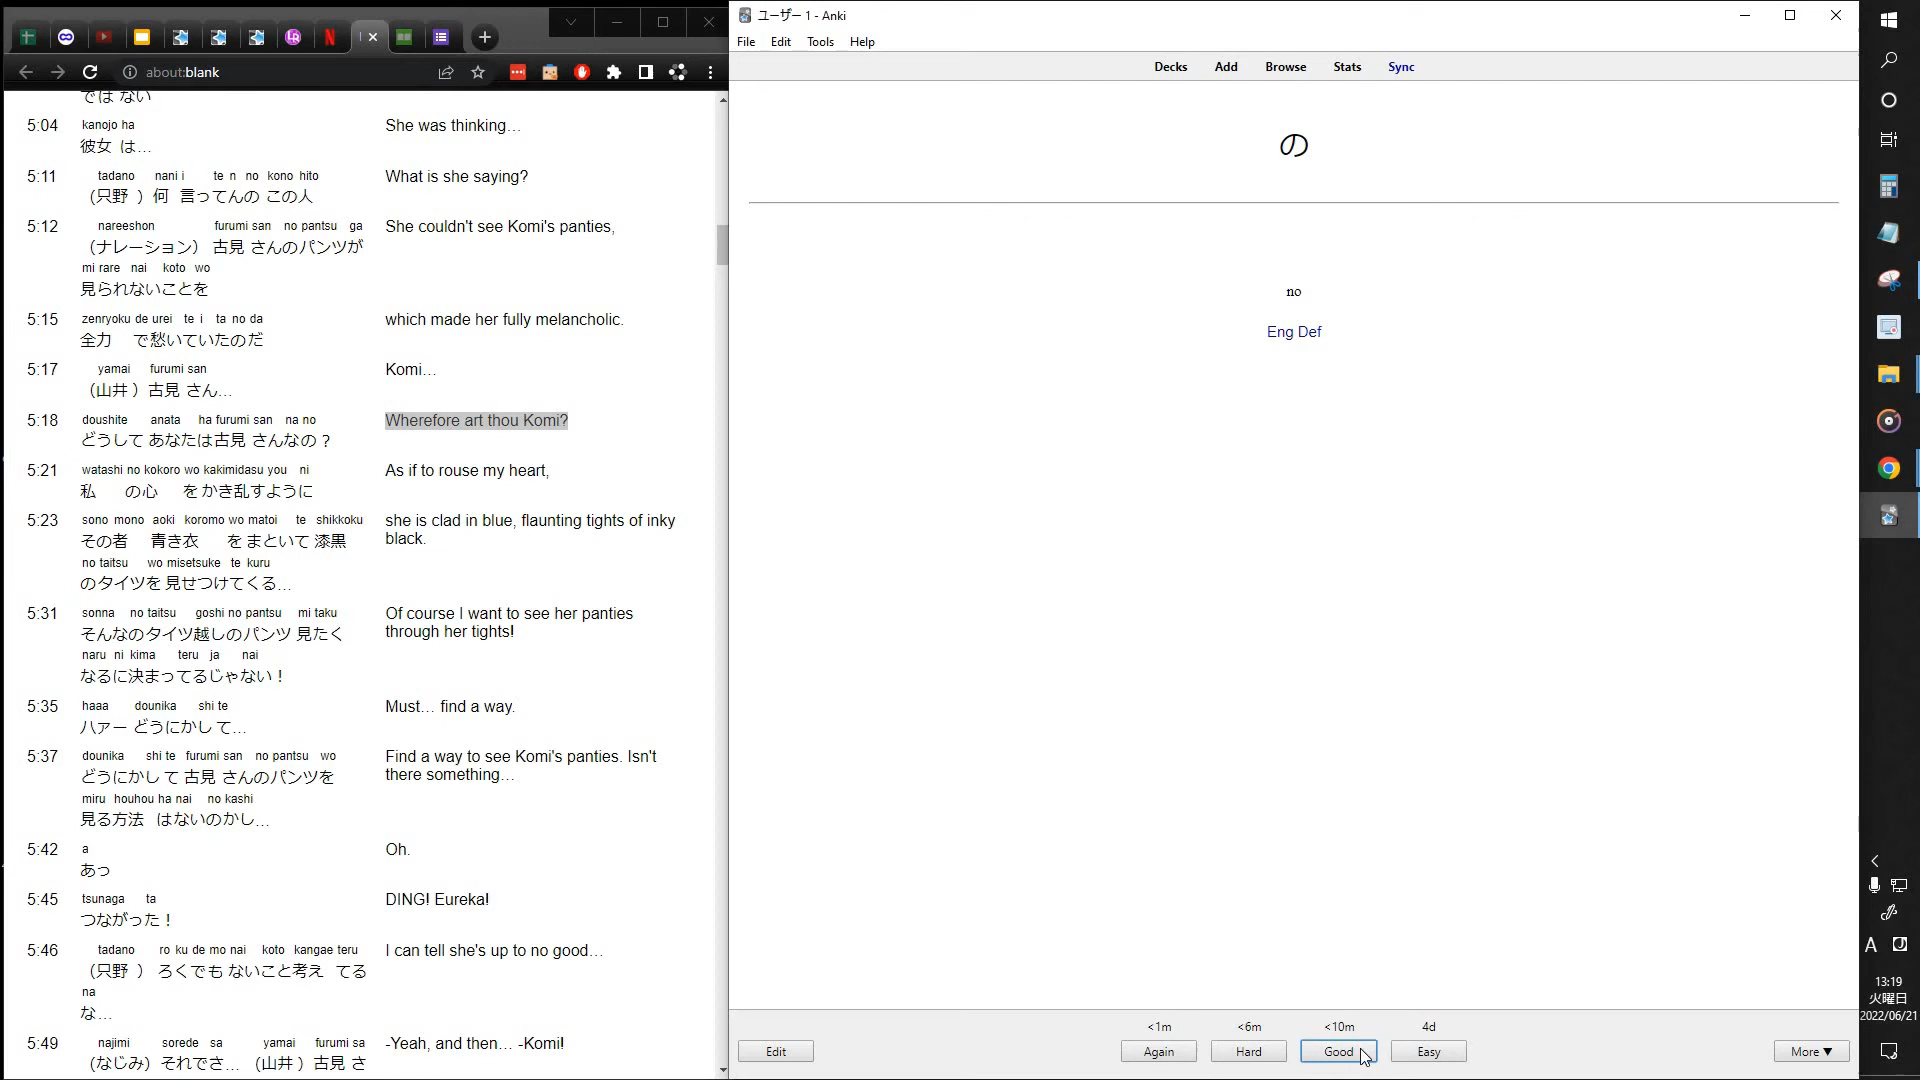 about:blank
では ない
5:04
kanojo ha
彼女 は…
She was thinking…
5:11
tadano nani i te n no kono hito
（只野 ）何 言ってんの この人
What is she saying?
5:12
nareeshon furumi san no pantsu ga
（ナレーション） 古見 さんのパンツが
mi rare nai koto wo
見られないことを
She couldn't see Komi's panties,
5:15
zenryoku de urei te i ta no da
全力 で愁いていたのだ
which made her fully melancholic.
5:17
yamai furumi san
（山井 ）古見 さん…
Komi…
5:18
doushite anata ha furumi san na no
どうして あなたは古見 さんなの？
Wherefore art thou Komi?
5:21
watashi no kokoro wo kakimidasu you ni
私 の心 を かき乱すように
As if to rouse my heart,
5:23
sono mono aoki koromo wo matoi te shikkoku
その者 青き衣 を まといて 漆黒
no taitsu wo misetsuke te kuru
のタイツを 見せつけてくる…
she is clad in blue, flaunting tights of inky
black.
5:31
sonna no taitsu goshi no pantsu mi taku
そんなのタイツ越しのパンツ 見たく
naru ni kima teru ja nai
なるに決まってるじゃない！
Of course I want to see her panties
through her tights!
5:35
haaa dounika shi te
ハァー どうにかし て…
Must… find a way.
5:37
dounika shi te furumi san no pantsu wo
どうにかし て 古見 さんのパンツを
miru houhou ha nai no kashi
見る方法 はないのかし…
Find a way to see Komi's panties. Isn't
there something…
5:42
a
あっ
Oh.
5:45
tsunaga ta
つながった！
DING! Eureka!
5:46
tadano ro ku de mo nai koto kangae teru
（只野 ） ろくでも ないこと考え てる
na
な…
I can tell she's up to no good…
5:49
najimi sorede sa yamai furumi sa
（なじみ）それでさ… （山井 ）古見 さ
-Yeah, and then… -Komi!
ユーザー 1 - Anki
File Edit Tools Help
Decks Add Browse Stats Sync
の
no
Eng Def
<1m <6m <10m 4d
Edit Again Hard Good Easy More ▼
A
13:19
火曜日
2022/06/21